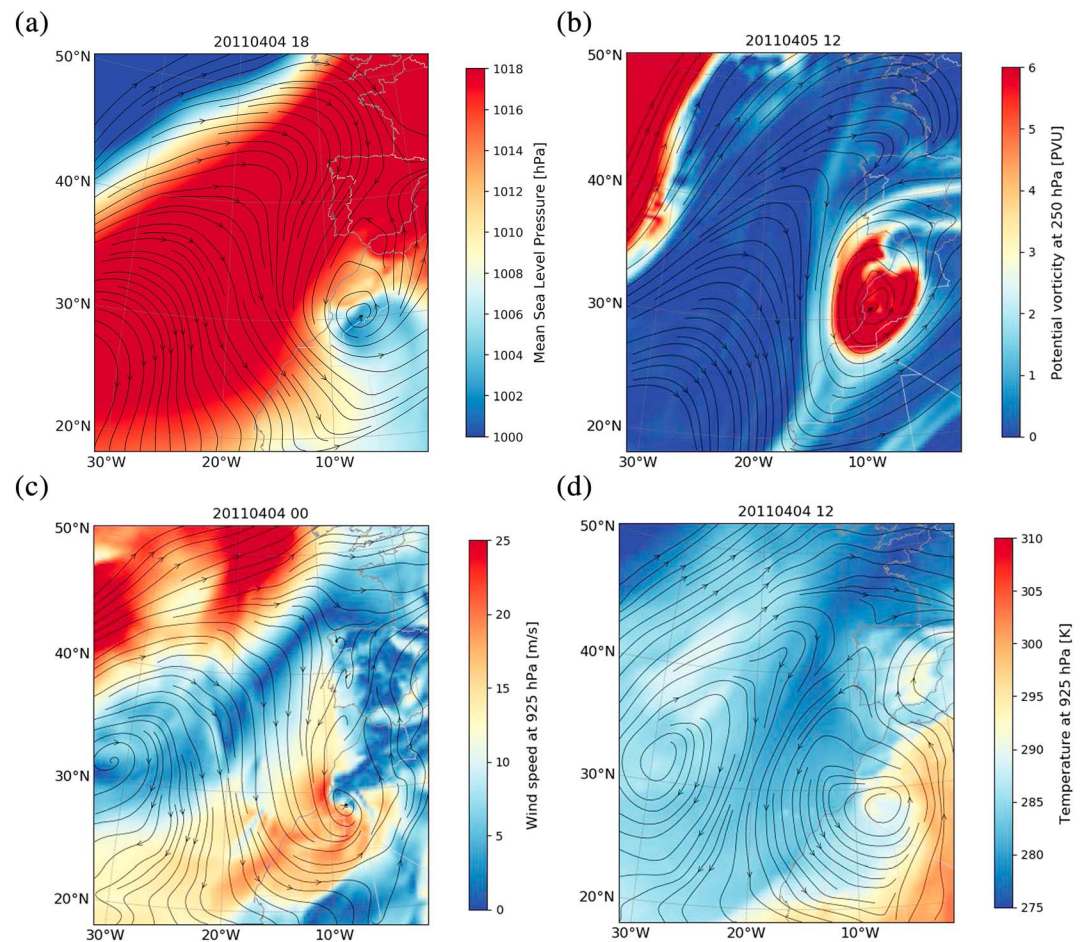 (a)
20110404 18
50°N
40°N
30°N
20°N
30°W 20°W 10°W
1018
1016
1014
1012
1010
1008
1006
1004
1002
1000
Mean Sea Level Pressure [hPa]
(b)
20110405 12
50°N
40°N
30°N
20°N
30°W 20°W 10°W
6
5
4
3
2
1
0
Potential vorticity at 250 hPa [PVU]
(c)
20110404 00
50°N
40°N
30°N
20°N
30°W 20°W 10°W
25
20
15
10
5
0
Wind speed at 925 hPa [m/s]
(d)
20110404 12
50°N
40°N
30°N
20°N
30°W 20°W 10°W
310
305
300
295
290
285
280
275
Temperature at 925 hPa [K]